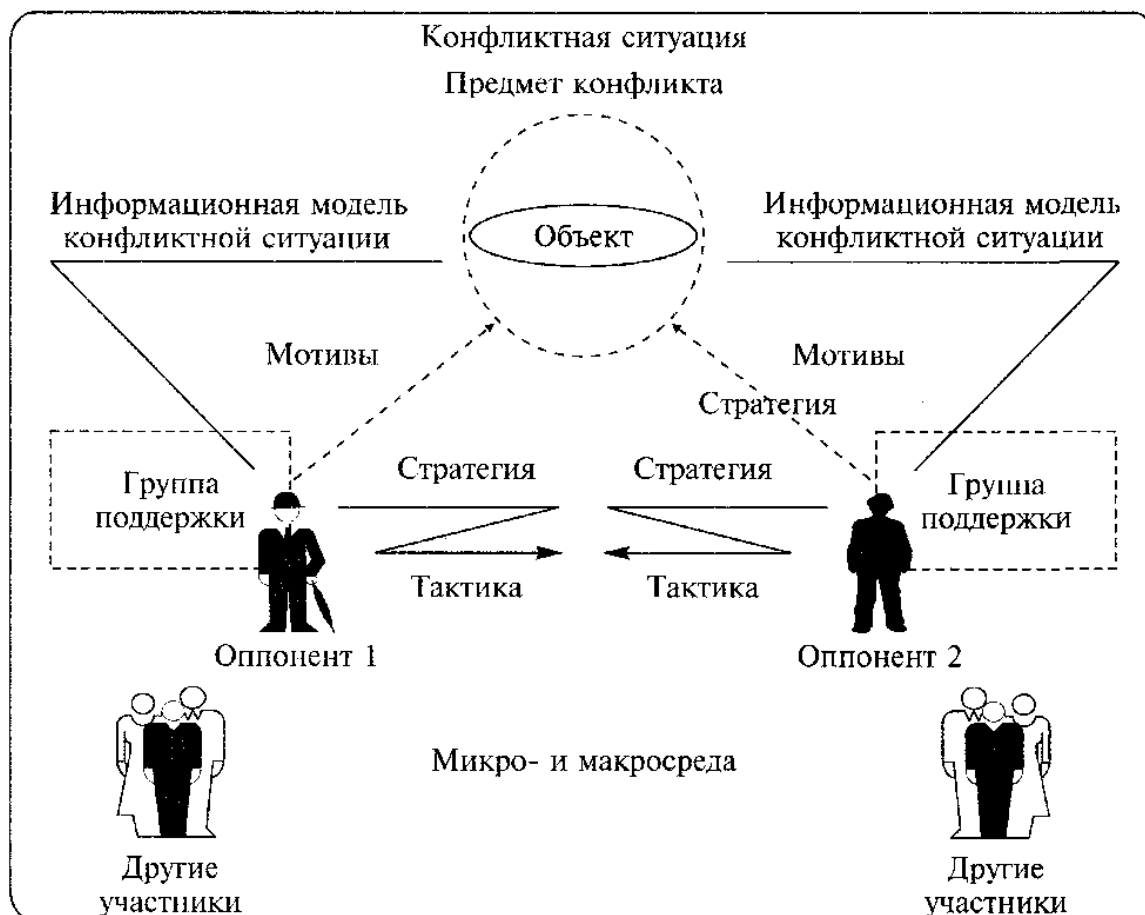 Конфликтная ситуация
Предмет конфликта
Информационная модель
конфликтной ситуации
Объект
Информационная модель
конфликтной ситуации
Мотивы
Мотивы
Стратегия
Группа
поддержки
Стратегия
Стратегия
Группа
поддержки
Тактика
Тактика
Оппонент 1
Оппонент 2
Микро- и макросреда
Другие
участники
Другие
участники